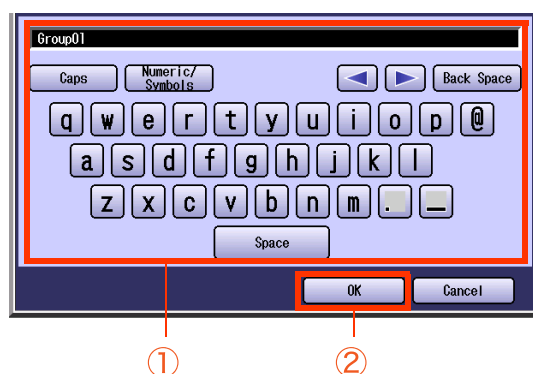 Group01
Caps Numeric/ Symbols Back Space
q w e r t y u i o p @
a s d f g h j k l
z x c v b n m . _
Space
OK Cancel
① ②